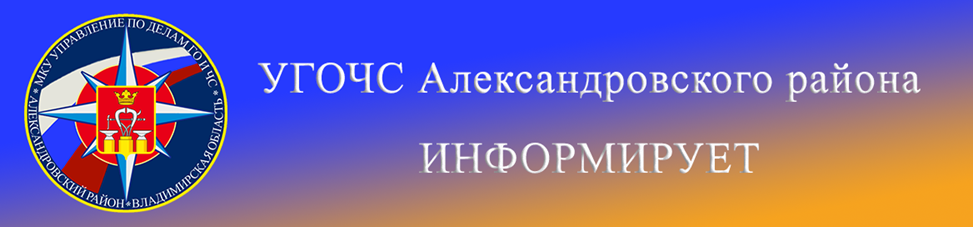 МКУ УПРАВЛЕНИЕ ПО ДЕЛАМ ГО И ЧС
АЛЕКСАНДРОВСКИЙ РАЙОН * ВЛАДИМИРСКАЯ ОБЛАСТЬ
УГОЧС Александровского района
ИНФОРМИРУЕТ